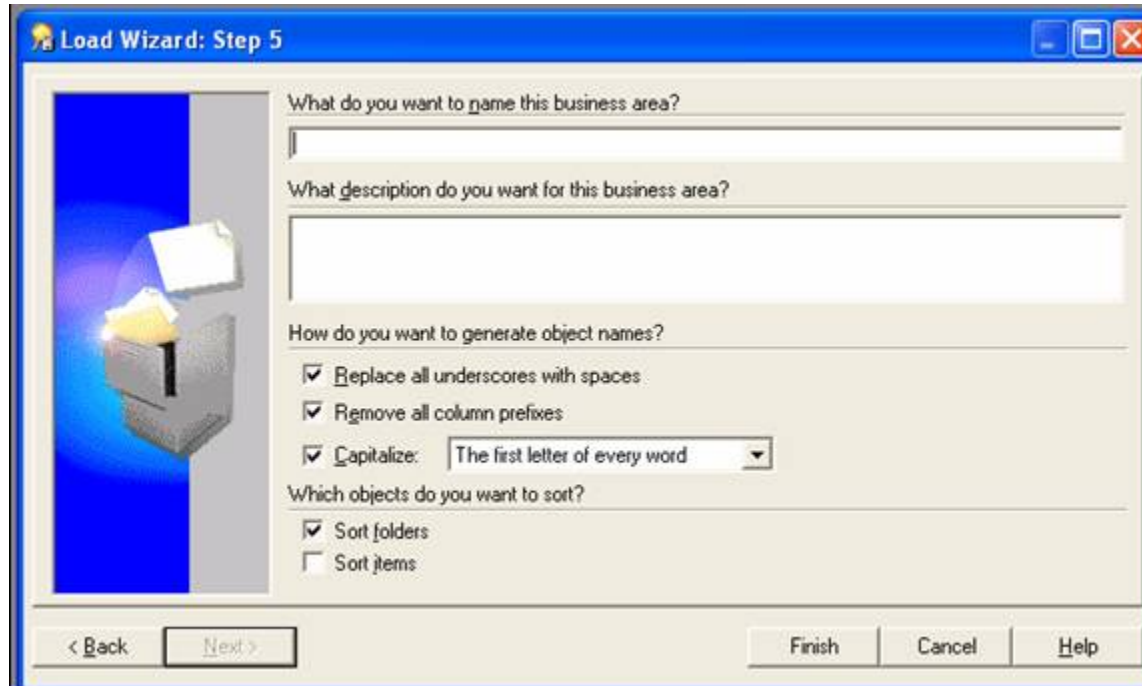 Load Wizard: Step 5
What do you want to name this business area?
What description do you want for this business area?
How do you want to generate object names?
Replace all underscores with spaces
Remove all column prefixes
Capitalize: The first letter of every word
Which objects do you want to sort?
Sort folders
Sort items
< Back Next > Finish Cancel Help